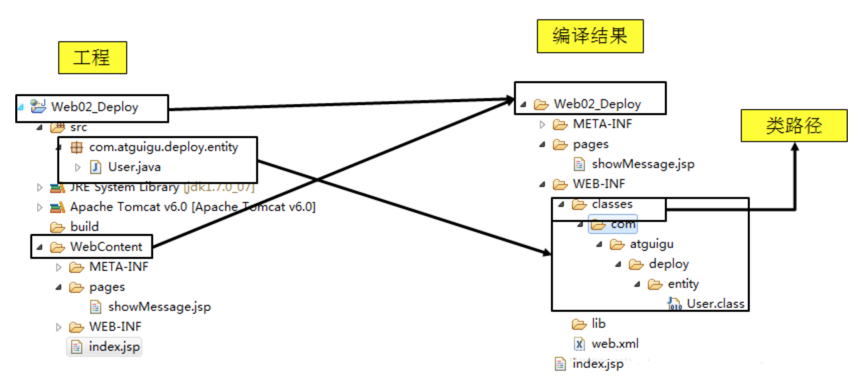 工程
Web02_Deploy
src
com.atguigu.deploy.entity
User.java
JRE System Library [jdk1.7.0_07]
Apache Tomcat v6.0 [Apache Tomcat v6.0]
build
WebContent
META-INF
pages
showMessage.jsp
WEB-INF
index.jsp
编译结果
Web02_Deploy
META-INF
pages
showMessage.jsp
WEB-INF
classes
com
atguigu
deploy
entity
User.class
lib
web.xml
index.jsp
类路径